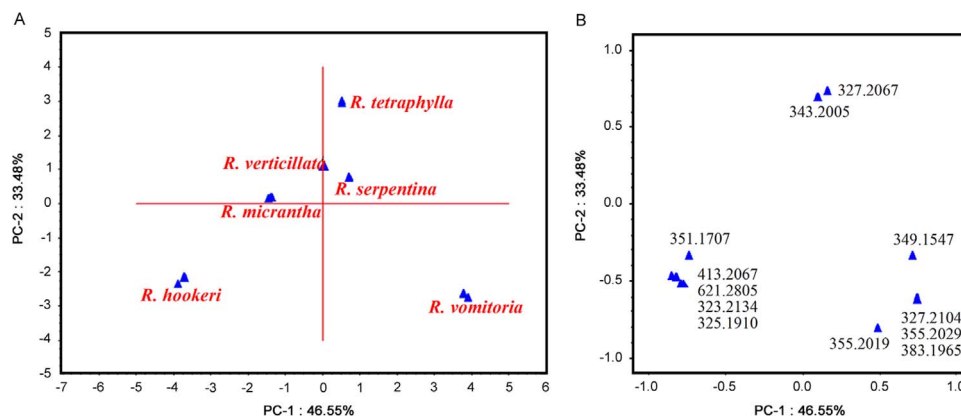 A
5
4
3
2
1
0
-1
-2
-3
-4
-5
PC-2 : 33.48%
R. tetraphylla
R. verticillata
R. serpentina
R. micrantha
R. hookeri
R. vomitoria
-7 -6 -5 -4 -3 -2 -1 0 1 2 3 4 5 6
PC-1 : 46.55%
B
1.0
0.5
0.0
-0.5
-1.0
PC-2 : 33.48%
327.2067
343.2005
351.1707
349.1547
413.2067
621.2805
323.2134
325.1910
327.2104
355.2029
383.1965
355.2019
-1.0 -0.5 0.0 0.5 1.0
PC-1 : 46.55%